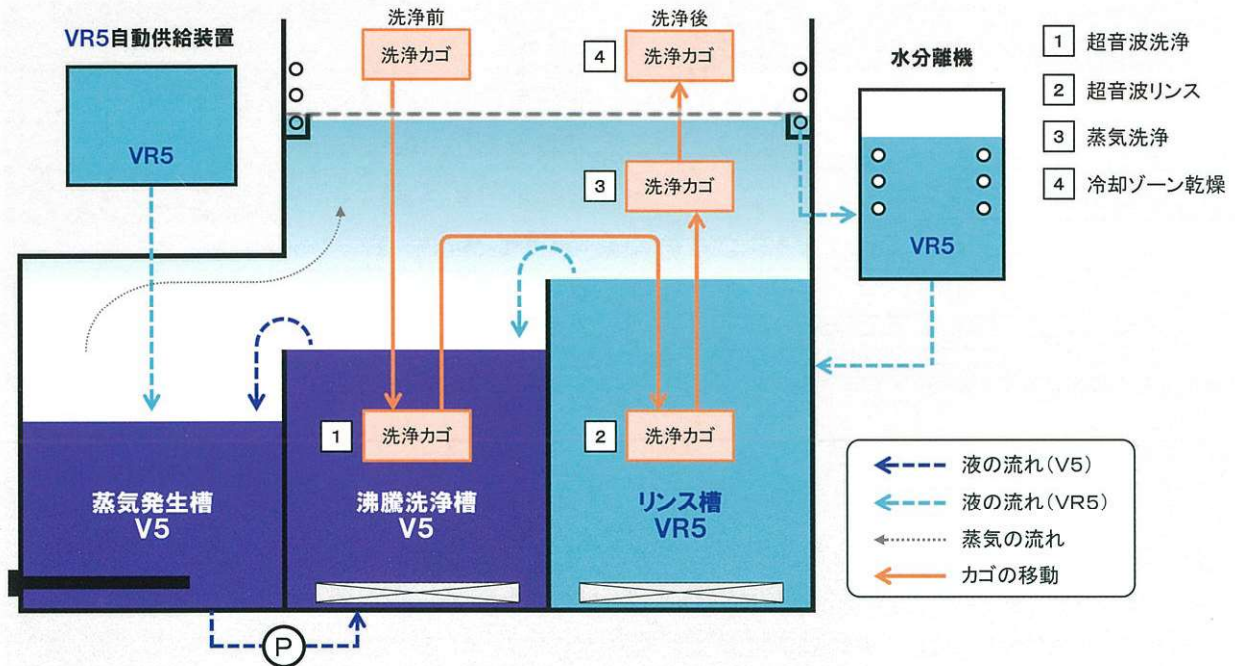 VR5自動供給装置
VR5
洗浄前
洗浄カゴ
洗浄後
4 洗浄カゴ
3 洗浄カゴ
水分離機
VR5
1 超音波洗浄
2 超音波リンス
3 蒸気洗浄
4 冷却ゾーン乾燥
1 洗浄カゴ
2 洗浄カゴ
蒸気発生槽
V5
沸騰洗浄槽
V5
リンス槽
VR5
P
液の流れ(V5)
液の流れ(VR5)
蒸気の流れ
カゴの移動